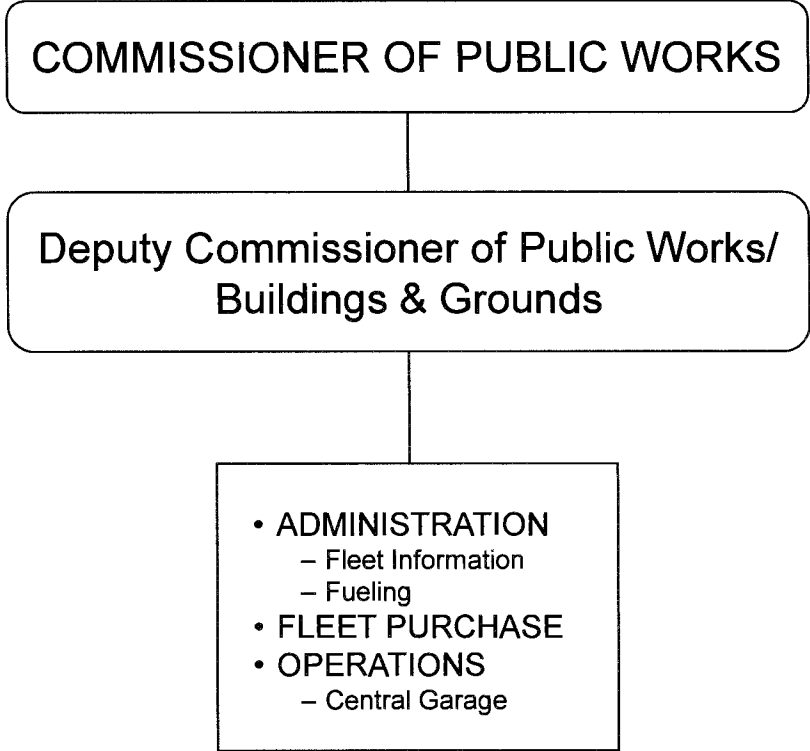 COMMISSIONER OF PUBLIC WORKS
Deputy Commissioner of Public Works/
Buildings & Grounds
• ADMINISTRATION
– Fleet Information
– Fueling
• FLEET PURCHASE
• OPERATIONS
– Central Garage